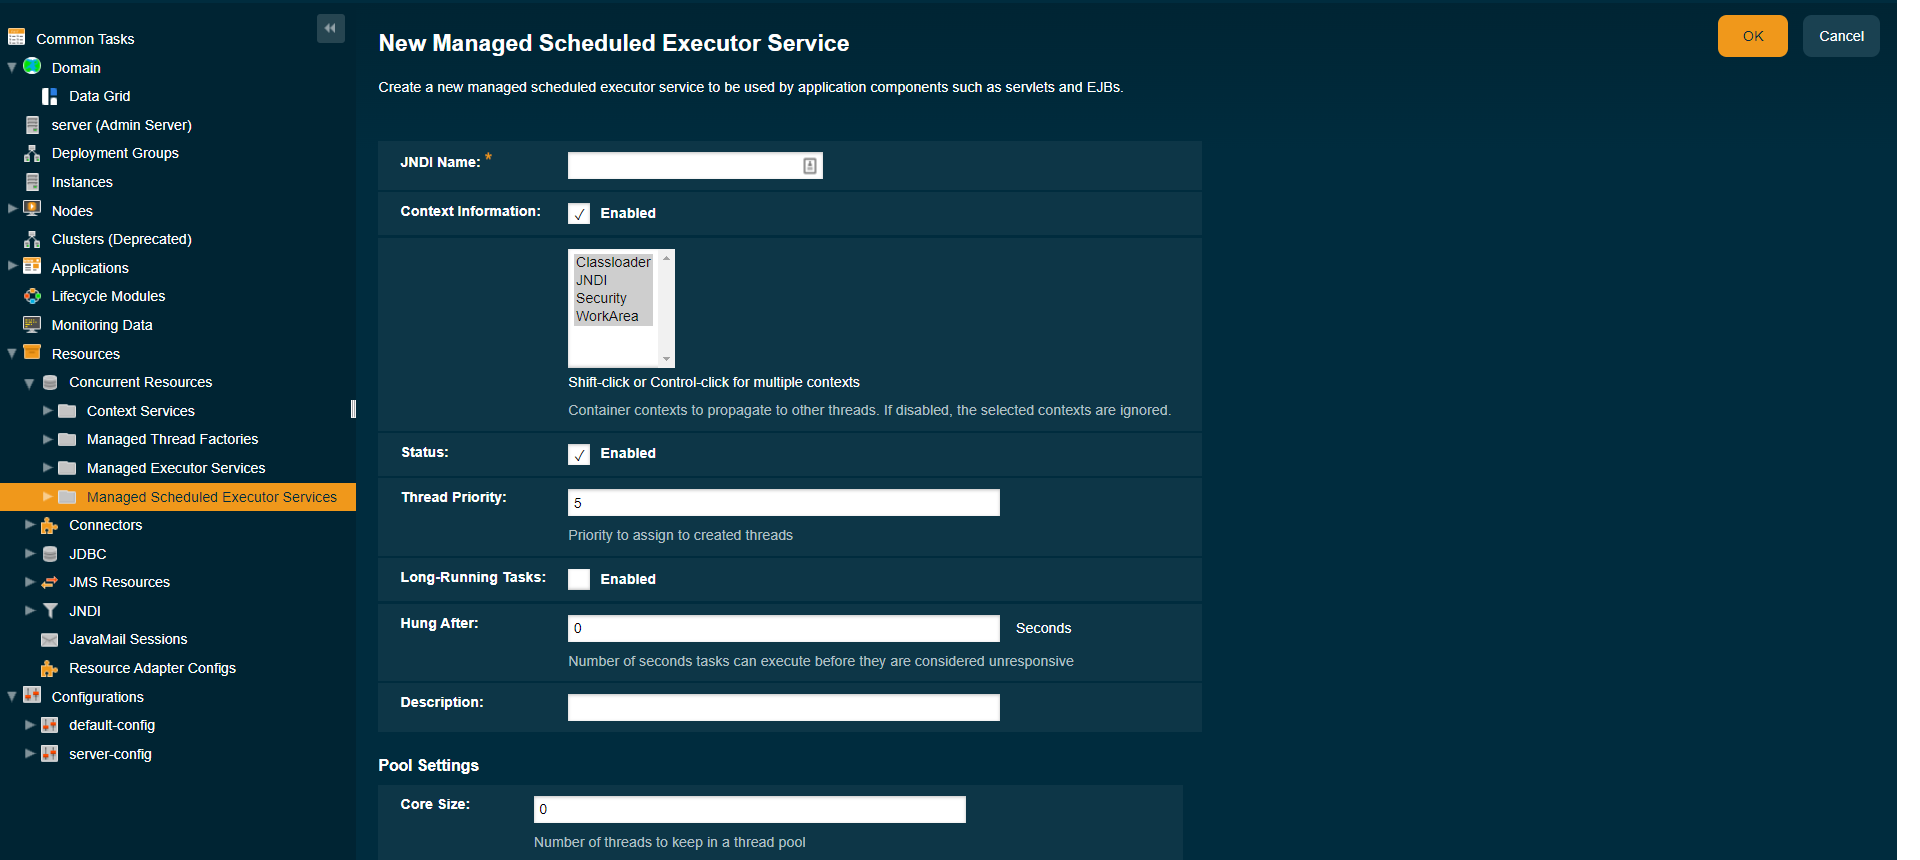 Common Tasks
Domain
Data Grid
server (Admin Server)
Deployment Groups
Instances
Nodes
Clusters (Deprecated)
Applications
Lifecycle Modules
Monitoring Data
Resources
Concurrent Resources
Context Services
Managed Thread Factories
Managed Executor Services
Managed Scheduled Executor Services
Connectors
JDBC
JMS Resources
JNDI
JavaMail Sessions
Resource Adapter Configs
Configurations
default-config
server-config
New Managed Scheduled Executor Service
OK
Cancel
Create a new managed scheduled executor service to be used by application components such as servlets and EJBs.
JNDI Name: *
Context Information: Enabled
Classloader
JNDI
Security
WorkArea
Shift-click or Control-click for multiple contexts
Container contexts to propagate to other threads. If disabled, the selected contexts are ignored.
Status: Enabled
Thread Priority: 5
Priority to assign to created threads
Long-Running Tasks: Enabled
Hung After: 0 Seconds
Number of seconds tasks can execute before they are considered unresponsive
Description:
Pool Settings
Core Size: 0
Number of threads to keep in a thread pool